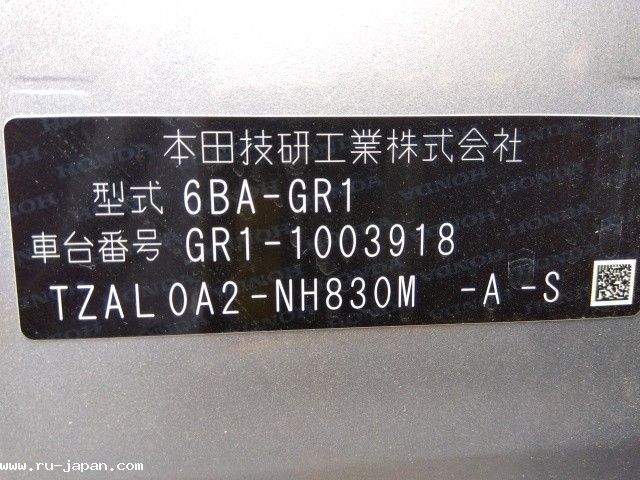 本田技研工業株式会社
型式 6BA-GR1
車台番号 GR1-1003918
TZAL0A2-NH830M -A -S
www.ru-japan.com